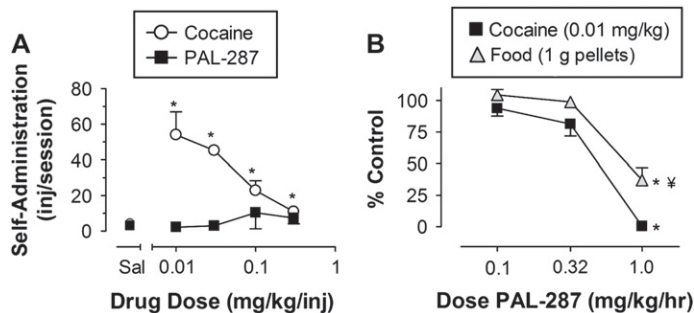 A
Cocaine
PAL-287
Self-Administration
(inj/session)
80
60
40
20
0
*
*
*
*
Sal
0.01
0.1
1
Drug Dose (mg/kg/inj)
B
Cocaine (0.01 mg/kg)
Food (1 g pellets)
% Control
100
75
50
25
0
* ¥
*
0.1
0.32
1.0
Dose PAL-287 (mg/kg/hr)